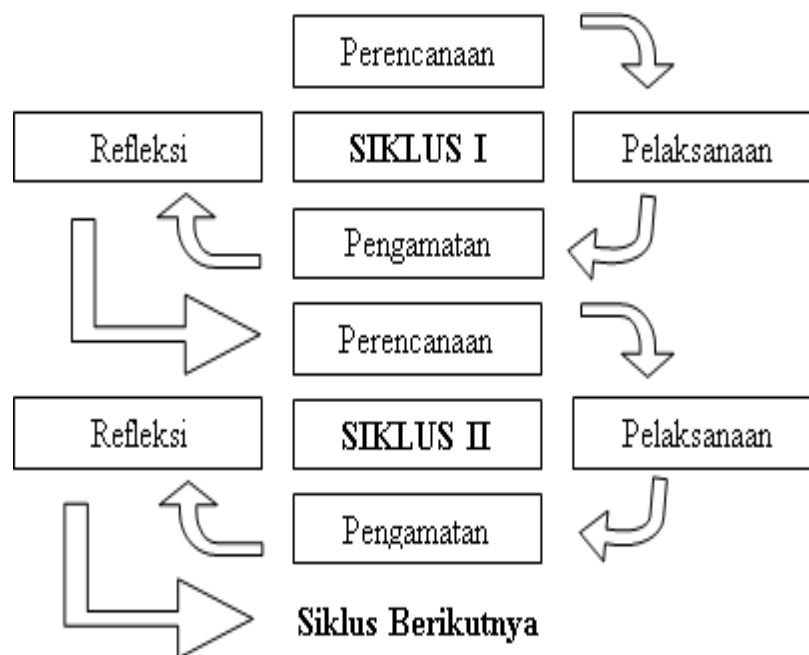 Perencanaan
Refleksi
SIKLUS I
Pelaksanaan
Pengamatan
Perencanaan
Refleksi
SIKLUS II
Pelaksanaan
Pengamatan
Siklus Berikutnya